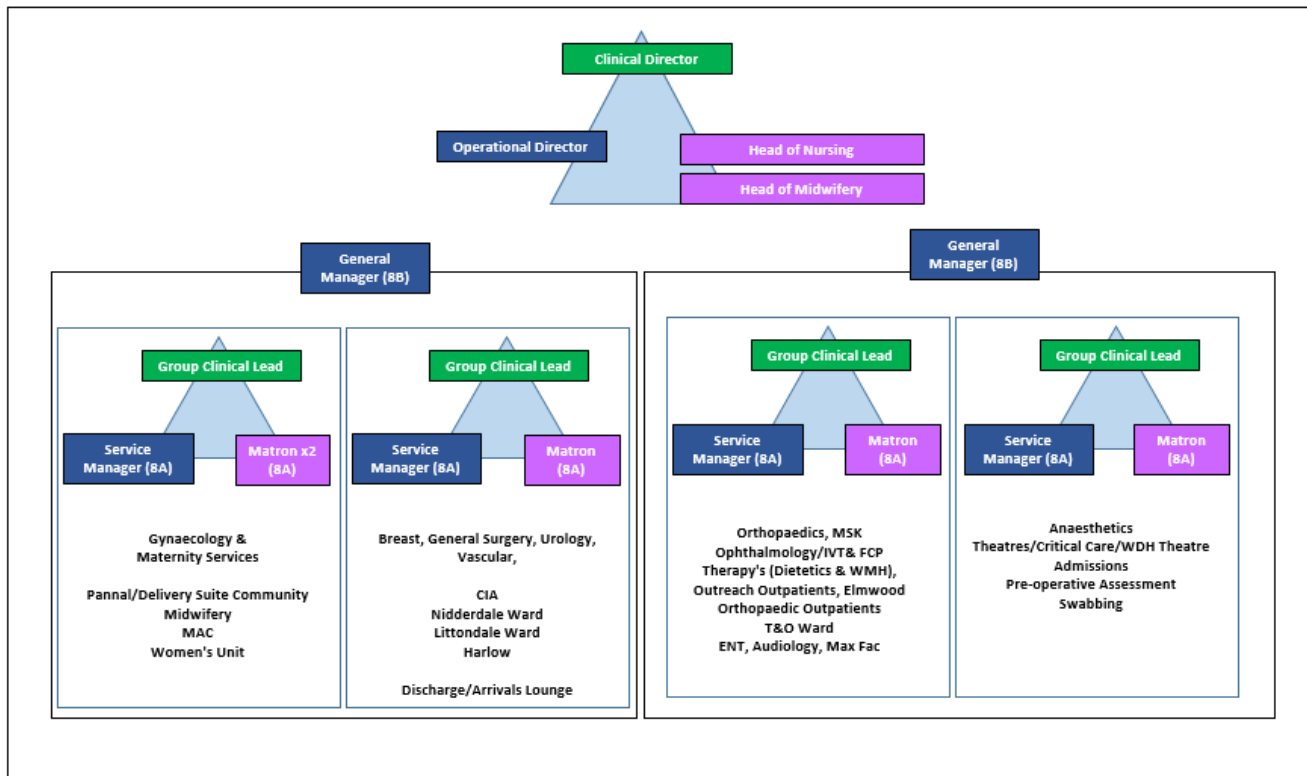 Clinical Director
Operational Director
Head of Nursing
Head of Midwifery
General
Manager (8B)
Group Clinical Lead
Service
Manager (8A)
Matron x2
(8A)
Gynaecology &
Maternity Services
Pannal/Delivery Suite Community
Midwifery
MAC
Women's Unit
Group Clinical Lead
Service
Manager (8A)
Matron
(8A)
Breast, General Surgery, Urology,
Vascular,
CIA
Nidderdale Ward
Littondale Ward
Harlow
Discharge/Arrivals Lounge
General
Manager (8B)
Group Clinical Lead
Service
Manager (8A)
Matron
(8A)
Orthopaedics, MSK
Ophthalmology/IVT& FCP
Therapy's (Dietetics & WMH),
Outreach Outpatients, Elmwood
Orthopaedic Outpatients
T&O Ward
ENT, Audiology, Max Fac
Group Clinical Lead
Service
Manager (8A)
Matron
(8A)
Anaesthetics
Theatres/Critical Care/WDH Theatre
Admissions
Pre-operative Assessment
Swabbing